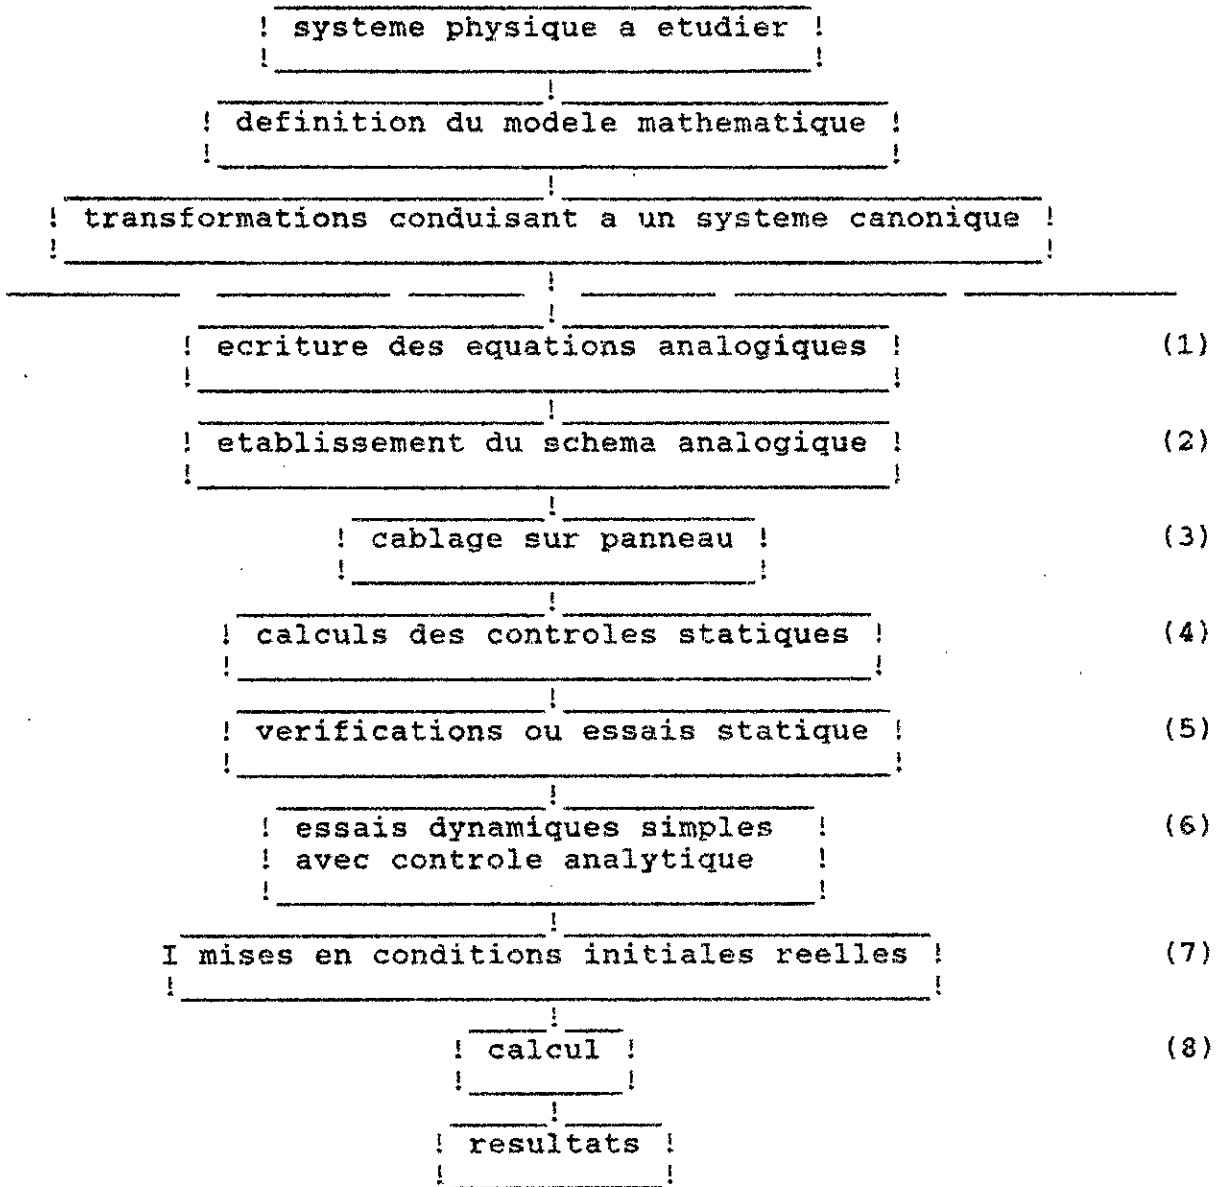 systeme physique a etudier
definition du modele mathematique
transformations conduisant a un systeme canonique
ecriture des equations analogiques (1)
etablissement du schema analogique (2)
cablage sur panneau (3)
calculs des controles statiques (4)
verifications ou essais statique (5)
essais dynamiques simples (6)
avec controle analytique
I mises en conditions initiales reelles (7)
calcul (8)
resultats